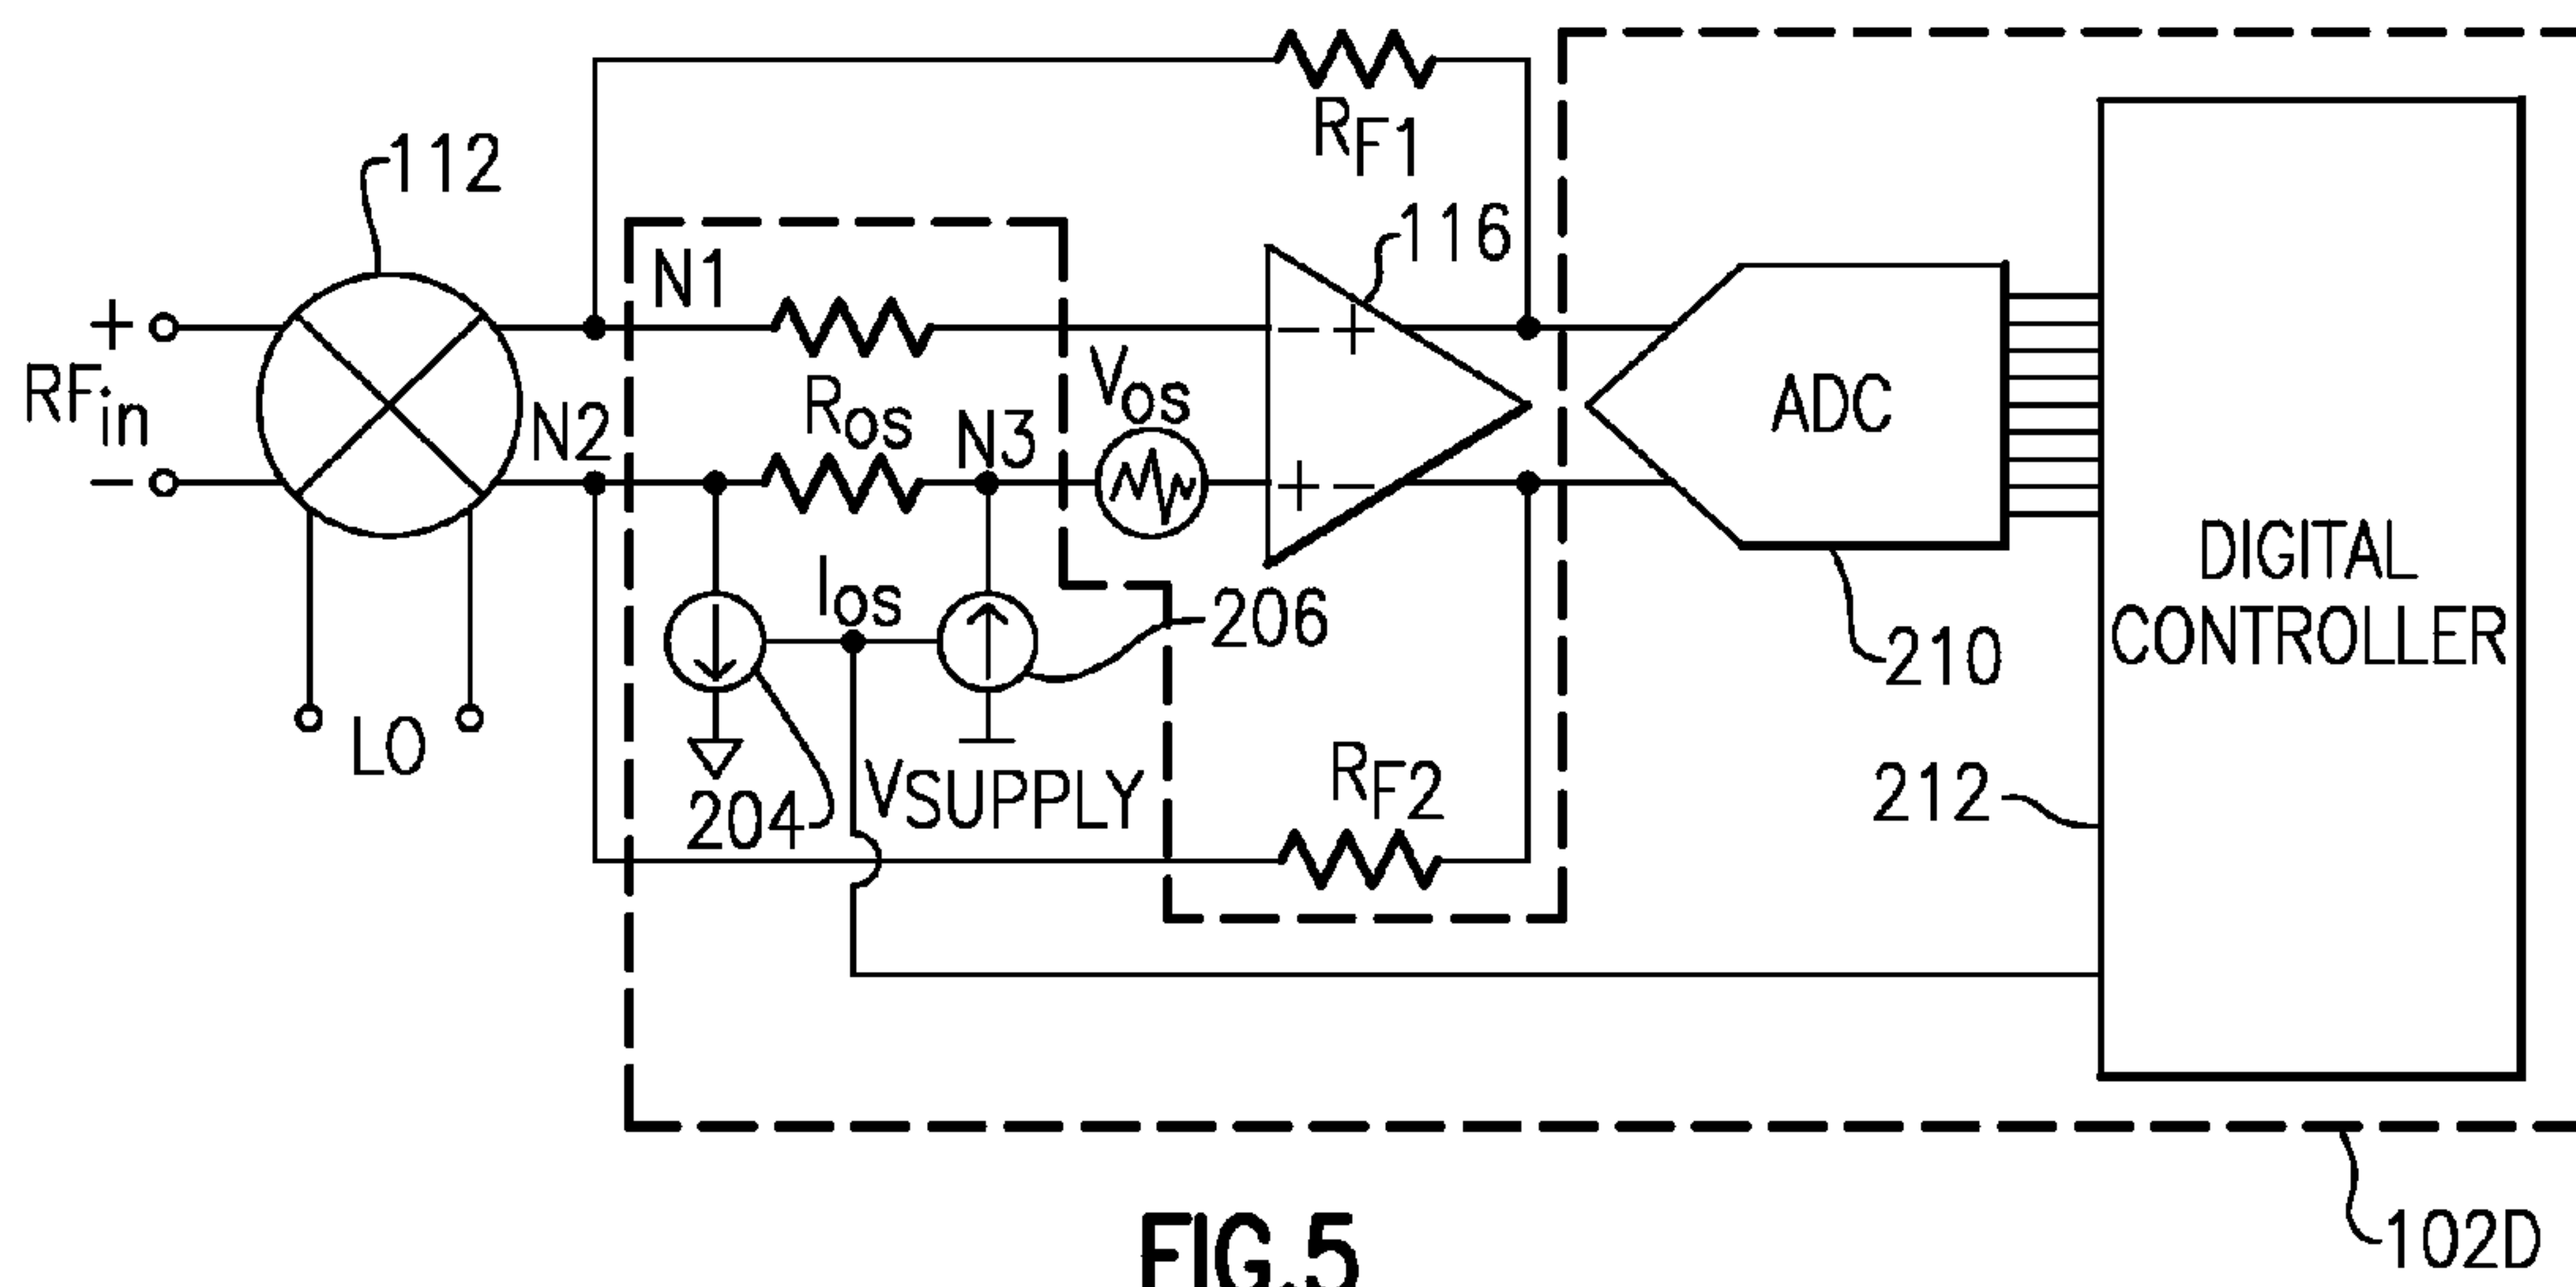 RF1
112
116
N1
+
RFin
−
− +
VOS
ROS
N2
N3
+ −
ADC
DIGITAL
CONTROLLER
IOS
206
210
LO
204
VSUPPLY
RF2
212
102D
FIG.5